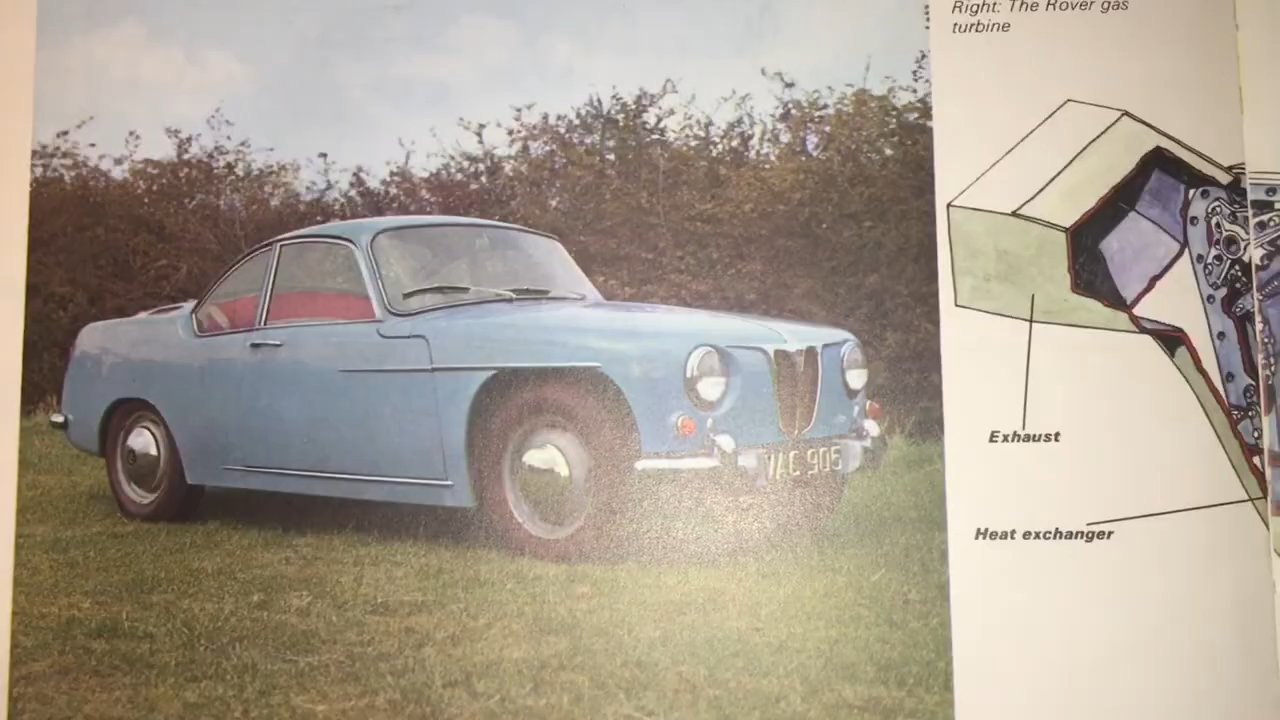 Right: The Rover gas
turbine
VAC 905
Exhaust
Heat exchanger